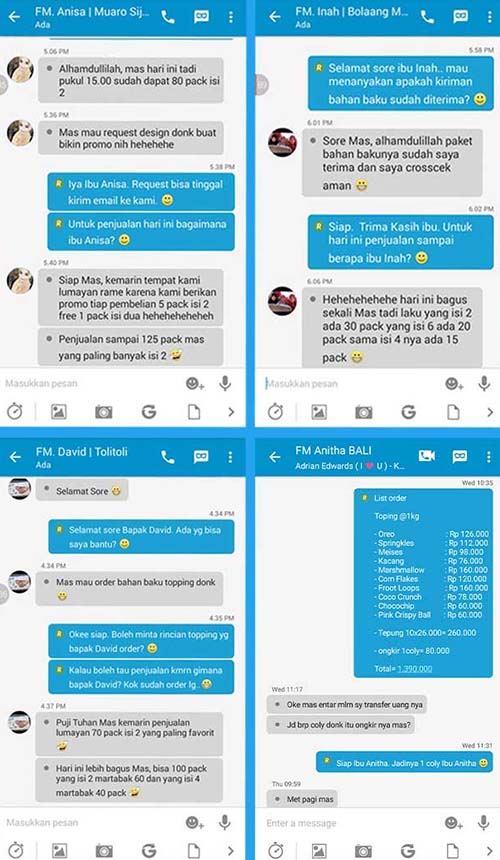 FM. Anisa | Muaro Sij...
Ada
5.06 PM
Alhamdullilah, mas hari ini tadi
pukul 15.00 sudah dapat 80 pack isi
2
5.36 PM
Mas mau request design donk buat
bikin promo nih hehehehe
5.38 PM
Iya Ibu Anisa. Request bisa tinggal
kirim email ke kami.
Untuk penjualan hari ini bagaimana
ibu Anisa?
5.40 PM
Siap Mas, kemarin tempat kami
lumayan rame karena kami berikan
promo tiap pembelian 5 pack isi 2
free 1 pack isi dua heheheheheheh
Penjualan sampai 125 pack mas
yang paling banyak isi 2
Masukkan pesan
FM. Inah | Bolaang M...
Ada
5.58 PM
Selamat sore ibu Inah.. mau
menanyakan apakah kiriman
bahan baku sudah diterima?
6.01 PM
Sore Mas, alhamdulillah paket
bahan bakunya sudah saya
terima dan saya crosscek
aman
6.02 PM
Siap. Trima Kasih ibu. Untuk
hari ini penjualan sampai
berapa ibu Inah?
6.06 PM
Hehehehehehe hari ini bagus
sekali Mas tadi laku yang isi 2
ada 30 pack yang isi 6 ada 20
pack sama isi 4 nya ada 15
pack
Masukkan pesan
FM. David | Tolitoli
Ada
Selamat Sore
4.34 PM
Selamat sore Bapak David. Ada yg bisa
saya bantu?
4.34 PM
Mas mau order bahan baku topping donk
4.35 PM
Okee siap. Boleh minta rincian topping yg
bapak David order?
Kalau boleh tau penjualan kmrn gimana
bapak David? Kok sudah order lg..
4.37 PM
Puji Tuhan Mas kemarin penjualan
lumayan 70 pack isi 2 yang paling favorit
Hari ini lebih bagus Mas, bisa 100 pack
yang isi 2 martabak 60 dan yang isi 4
martabak 40 pack
Masukkan pesan
FM Anitha BALI
Adrian Edwards ( I ❤ U ) - K...
Wed 10:35
List order
Toping @1kg
- Oreo : Rp 126.000
- Springkles : Rp 112.000
- Meises : Rp 98.000
- Kacang : Rp 76.000
- Marshmallow : Rp 160.000
- Corn Flakes : Rp 120.000
- Froot Loops : Rp 160.000
- Coco Crunch : Rp 78.000
- Chocochip : Rp 60.000
- Pink Crispy Ball : Rp 60.000
- Tepung 10x26.000= 260.000
- ongkir 1coly= 80.000
Total= 1.390.000
Wed 11:17
Oke mas entar mlm sy transfer uang nya
Jd brp coly donk itu ongkir nya mas?
Wed 11:31
Siap Ibu Anitha. Jadinya 1 coly Ibu Anitha
Thu 09:59
Met pagi mas
Enter a message